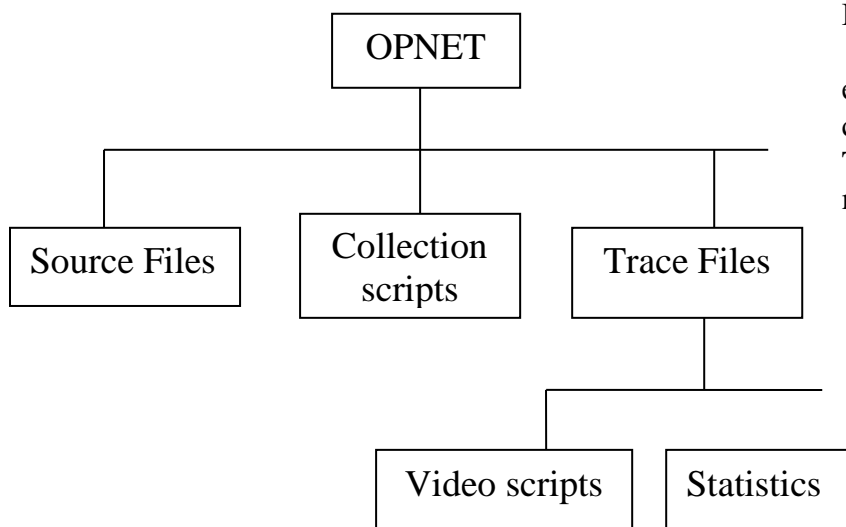 OPNET
Source Files
Collection
scripts
Trace Files
Video scripts
Statistics